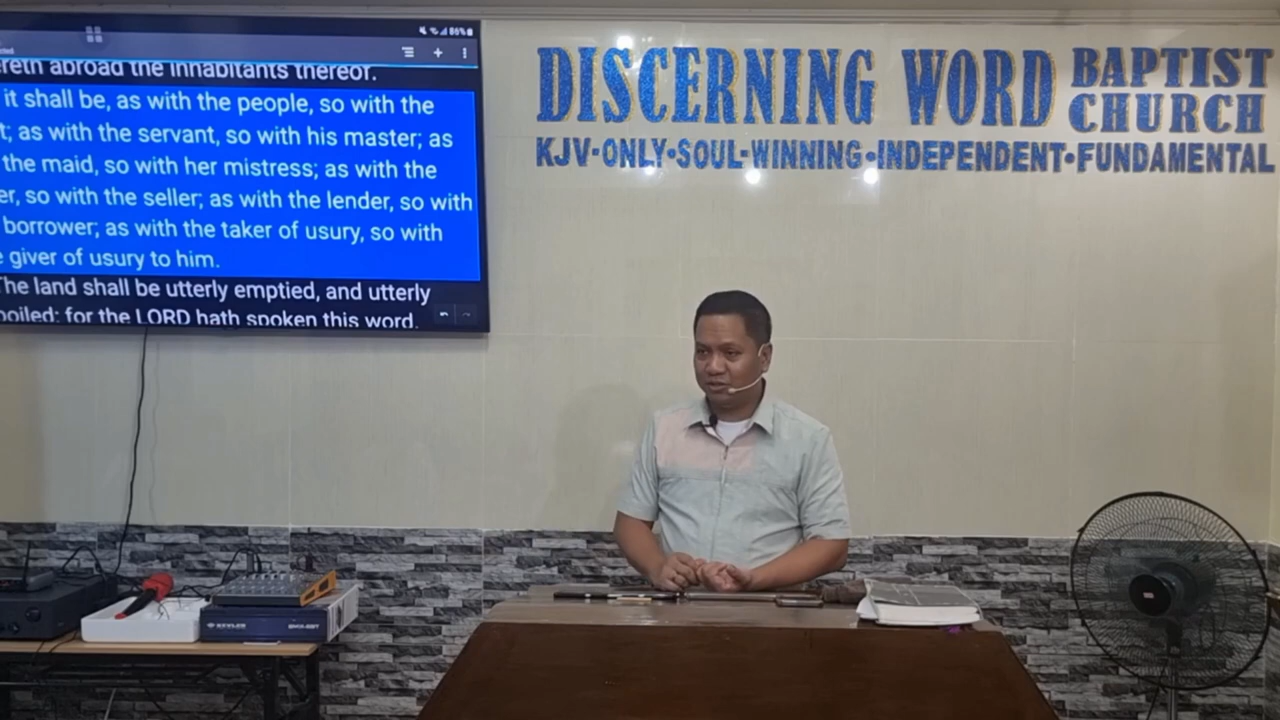 86%
abroad the inhabitants thereof.
it shall be, as with the people, so with the
as with the servant, so with his master; as
the maid, so with her mistress; as with the
so with the seller; as with the lender, so with
borrower; as with the taker of usury, so with
giver of usury to him.
The land shall be utterly emptied, and utterly
for the LORD hath spoken this word.
DISCERNING WORD BAPTIST
CHURCH
KJV-ONLY•SOUL-WINNING•INDEPENDENT•FUNDAMENTAL